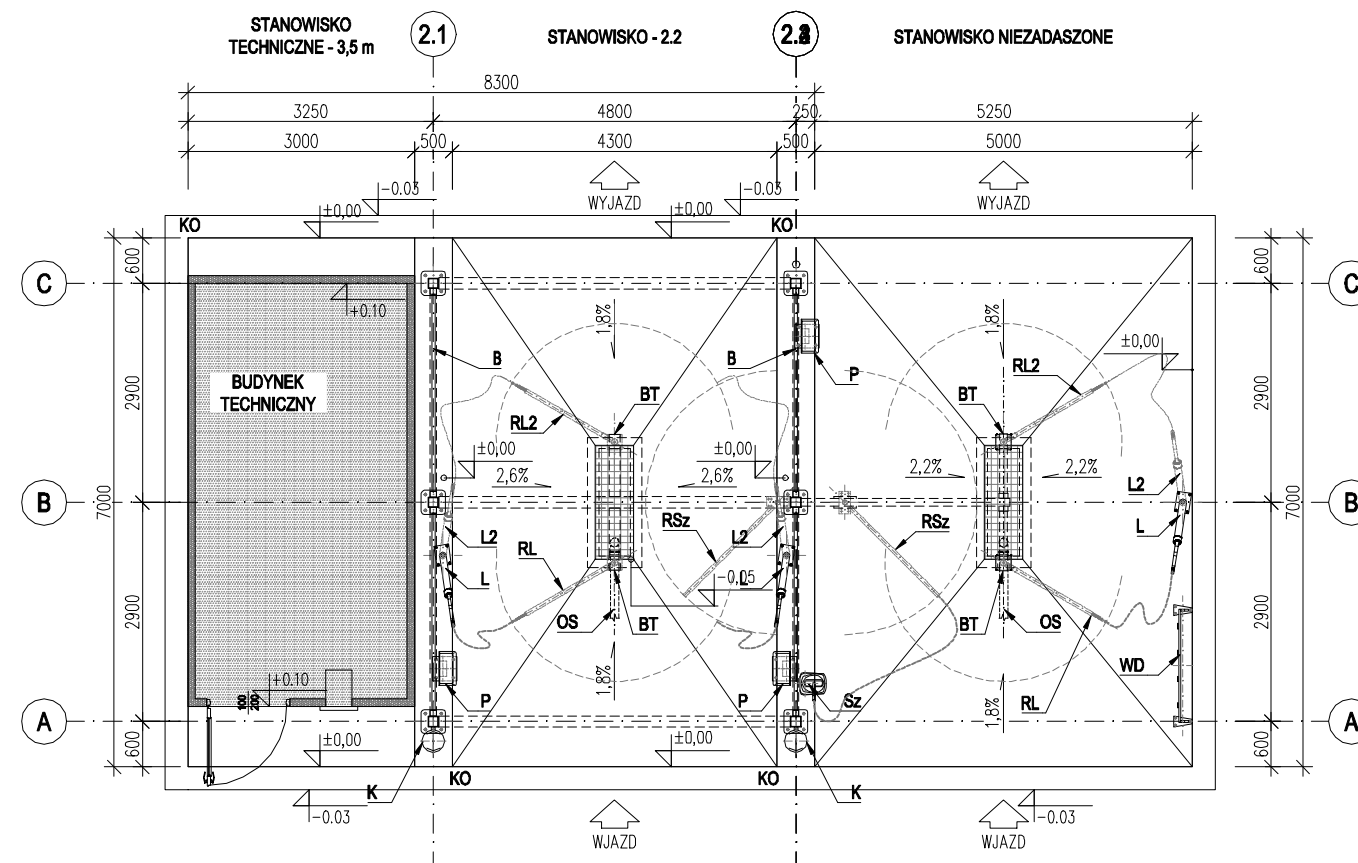 STANOWISKO
TECHNICZNE - 3,5 m
2.1
STANOWISKO - 2.2
STANOWISKO NIEZADASZONE
8300
3250
4800
250
5250
3000
500
4300
500
5000
-0.03
-0.03
WYJAZD
WYJAZD
KO
±0,00
±0,00
KO
600
600
C
C
+0.10
1,8%
1,8%
±0,00
B
B
P
RL2
BT
BT
RL2
BUDYNEK
TECHNICZNY
2900
2900
±0,00
±0,00
2,6%
2,6%
2,2%
2,2%
L2
L
B
B
7000
7000
RSz
RSz
L2
RL
L2
L
L
-0,05
OS
BT
BT
OS
2900
2900
WD
1,8%
1,8%
+0.10
100
200
P
P
Sz
RL
A
A
±0,00
±0,00
600
600
KO
KO
K
K
-0.03
-0.03
WJAZD
WJAZD